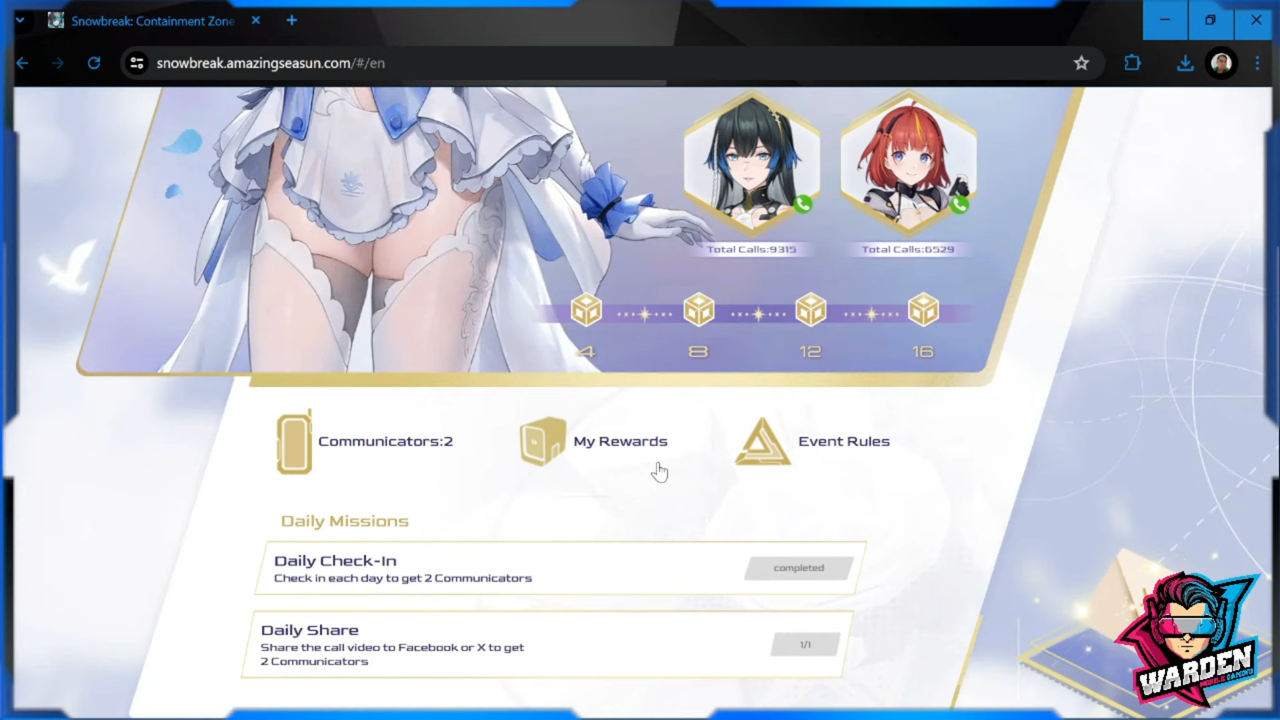 Snowbreak: Containment Zone
snowbreak.amazingseasun.com/#/en
Total Calls:9315
Total Calls:6529
4
8
12
16
Communicators:2
My Rewards
Event Rules
Daily Missions
Daily Check-In
Check in each day to get 2 Communicators
completed
Daily Share
Share the call video to Facebook or X to get
2 Communicators
1/1
WARDEN
MOBILE GAMING